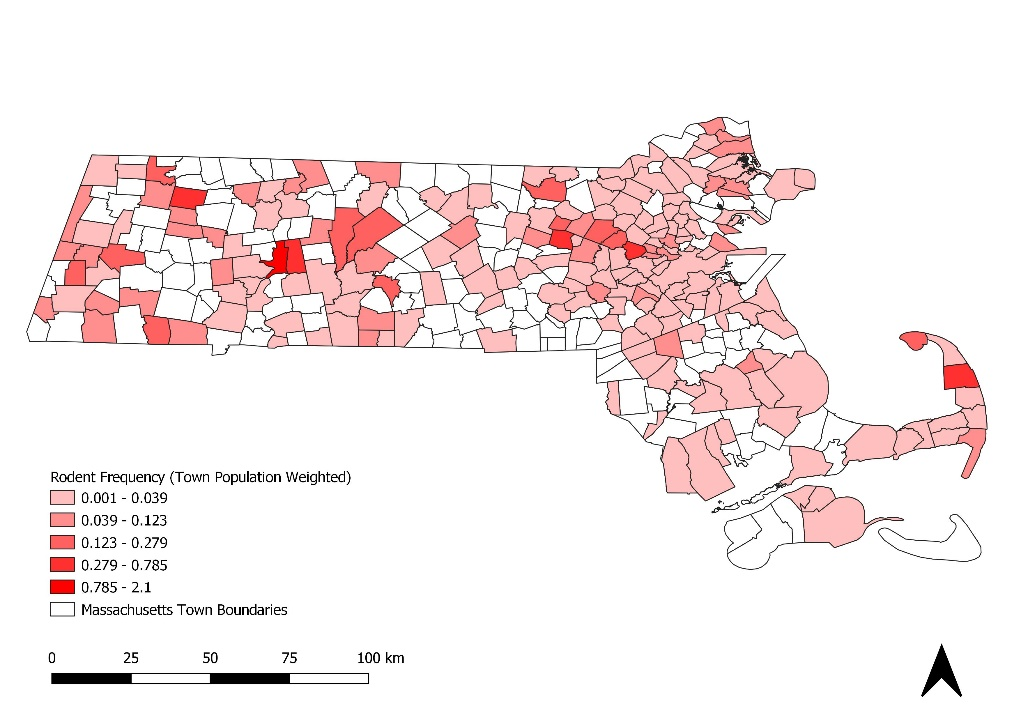 Rodent Frequency (Town Population Weighted)
0.001 - 0.039
0.039 - 0.123
0.123 - 0.279
0.279 - 0.785
0.785 - 2.1
Massachusetts Town Boundaries
0 25 50 75 100 km